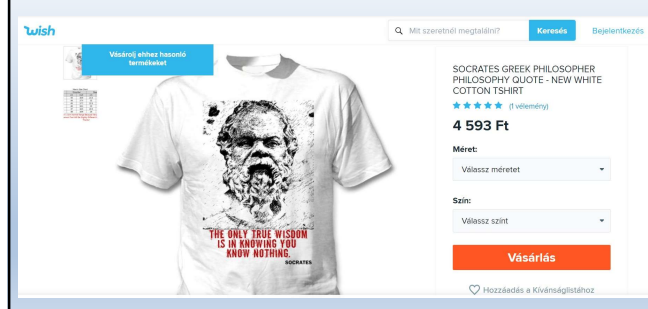 wish
Mit szeretnél megtalálni?
Keresés
Bejelentkezés
Vásárolj ehhez hasonló
termékeket
SOCRATES GREEK PHILOSOPHER
PHILOSOPHY QUOTE - NEW WHITE
COTTON TSHIRT
(1 vélemény)
4 593 Ft
Méret:
Válassz méretet
Szín:
Válassz színt
Vásárlás
Hozzáadás a Kívánságlistához
THE ONLY TRUE WISDOM
IS IN KNOWING YOU
KNOW NOTHING.
SOCRATES